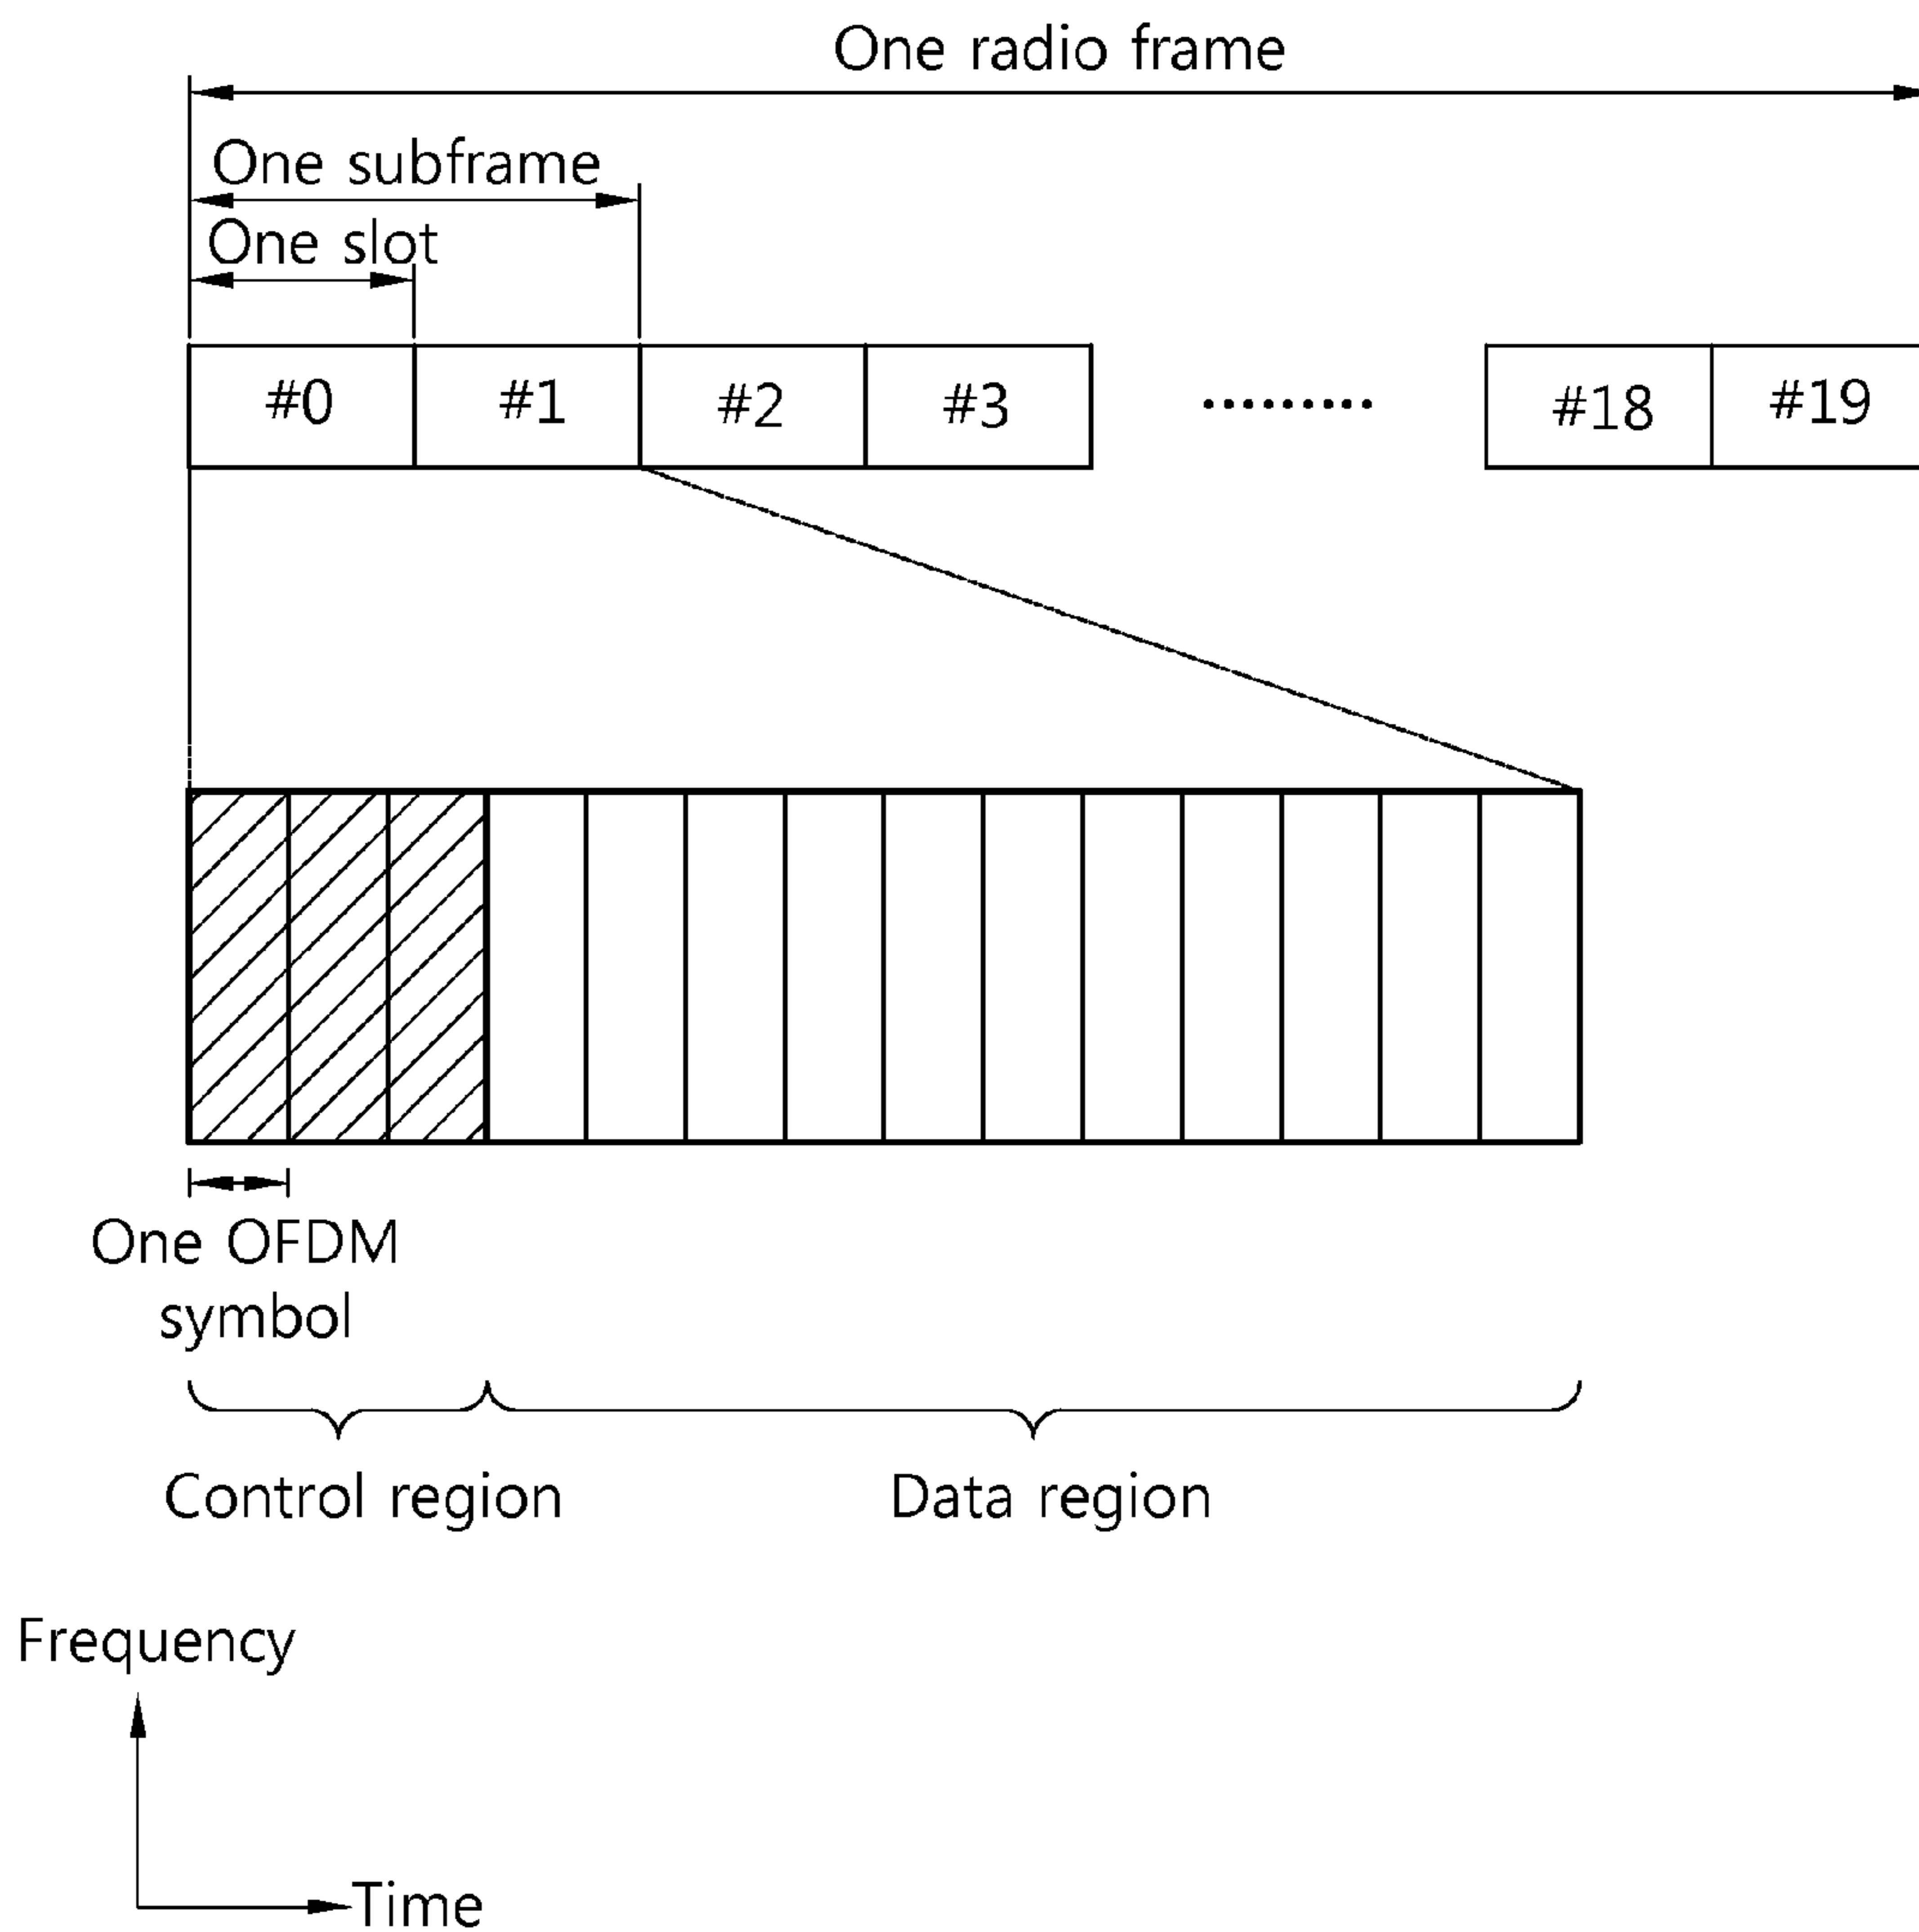 One radio frame
One subframe
One slot
#0 #1 #2 #3 ········· #18 #19
One OFDM
symbol
Control region Data region
Frequency
Time